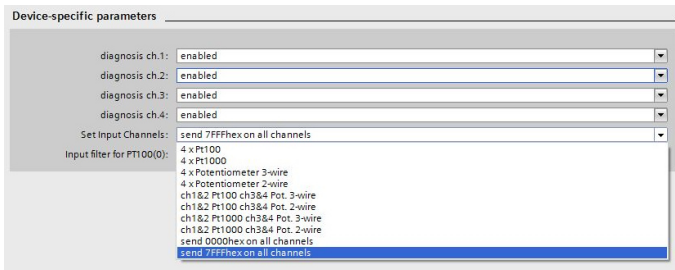 Device-specific parameters
diagnosis ch.1: enabled
diagnosis ch.2: enabled
diagnosis ch.3: enabled
diagnosis ch.4: enabled
Set Input Channels: send 7FFFhex on all channels
Input filter for PT100(0):
4 x Pt100
4 x Pt1000
4 x Potentiometer 3-wire
4 x Potentiometer 2-wire
ch1&2 Pt100 ch3&4 Pot. 3-wire
ch1&2 Pt100 ch3&4 Pot. 2-wire
ch1&2 Pt1000 ch3&4 Pot. 3-wire
ch1&2 Pt1000 ch3&4 Pot. 2-wire
send 0000hex on all channels
send 7FFFhex on all channels